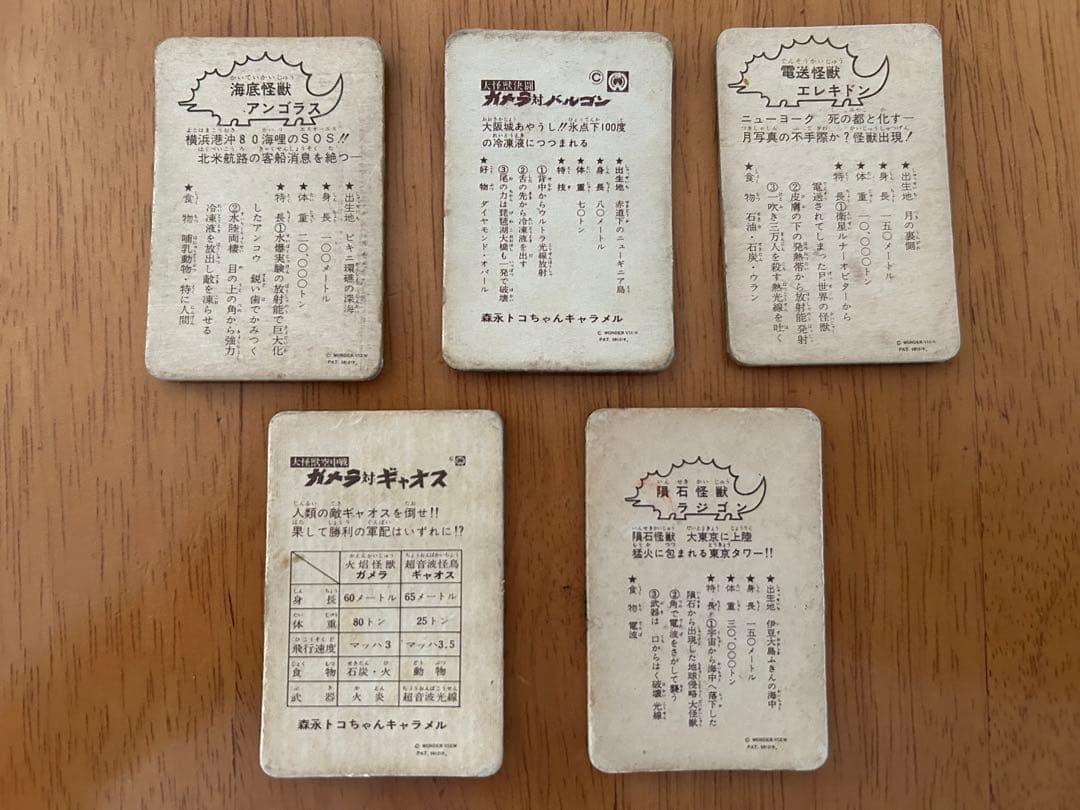 海底怪獣
アンゴラス
横浜港沖80海哩のSOS!!
北米航路の客船消息を絶つ―
★出生地 ビキニ環礁の深海
★身長 一〇〇メートル
★体重 二〇、〇〇〇トン
★特長①水爆実験の放射能で巨大化
したアンコウ 鋭い歯でかみつく
②水陸両棲 目の上の角から強力
冷凍液を放出し敵を凍らせる
★食物 哺乳動物・特に人間
© WONDER-VIEW
大怪獣決闘
ガメラ対バルゴン
©
大阪城あやうし!!氷点下100度
の冷凍液につつまれる
★出生地 赤道下のニューギニア島
★身長 八〇メートル
★体重 七〇トン
★特技
①背中からウルトラ光線放射
②舌の先から冷凍液を出す
③尾の力は琵琶湖大橋も一発で破壊
★好物 ダイヤモンド・オパール
森永トコちゃんキャラメル
© WONDER-VIEW
電送怪獣
エレキドン
ニューヨーク 死の都と化す―
月写真の不手際か?怪獣出現!
★出生地 月の裏側
★身長 一五〇メートル
★体重 一〇、〇〇〇トン
★特長①衛星ルナーオビターから
電送されてしまった
②皮膚の下の発熱帯から放射能発射
③一吹き三万人を殺す熱光線を吐く
★食物 石油・石炭・ウラン
© WONDER-VIEW
大怪獣空中戦
ガメラ対ギャオス
人類の敵ギャオスを倒せ!!
果して勝利の軍配はいずれに!?
火焰怪獣 ガメラ 超音波怪鳥 ギャオス
身長 60メートル 65メートル
体重 80トン 25トン
飛行速度 マッハ3 マッハ3.5
食物 石炭・火 動物
武器 火炎 超音波光線
森永トコちゃんキャラメル
© WONDER-VIEW
隕石怪獣
ラジゴン
隕石怪獣 大東京に上陸
猛火に包まれる東京タワー!!
★出生地 伊豆大島ふきんの海中
★身長 一五〇メートル
★体重 三〇、〇〇〇トン
★特長①宇宙から海中へ落下した
隕石から出現した地球侵略大怪獣
②角で電波をさがして襲う
③武器は 口からはく破壊光線
★食物 電波
© WONDER-VIEW